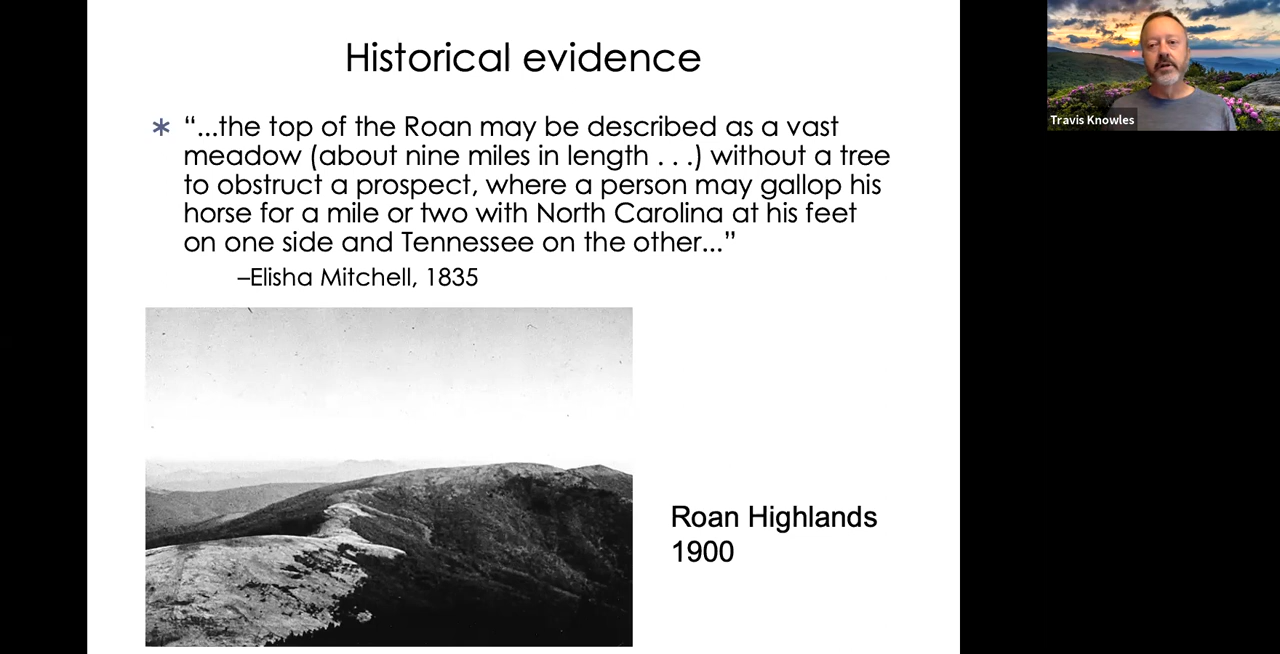 Historical evidence
* “...the top of the Roan may be described as a vast
meadow (about nine miles in length . . .) without a tree
to obstruct a prospect, where a person may gallop his
horse for a mile or two with North Carolina at his feet
on one side and Tennessee on the other...”
–Elisha Mitchell, 1835
Roan Highlands
1900
Travis Knowles